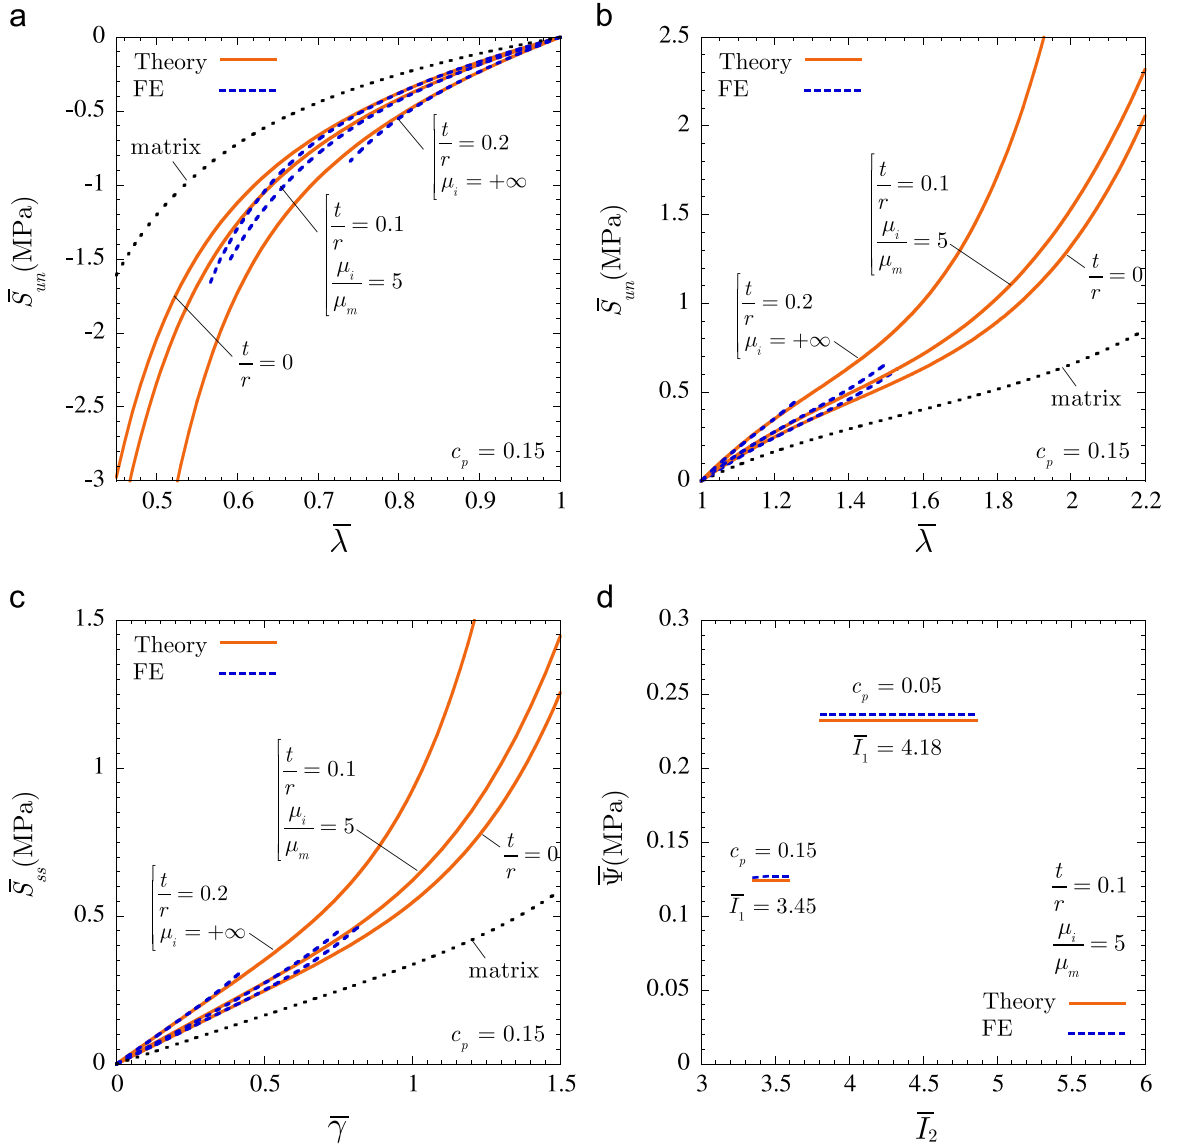 a
0
-0.5
-1
-1.5
-2
-2.5
-3
0.5
0.6
0.7
0.8
0.9
1
S̅un (MPa)
λ̅
Theory
FE
matrix
t/r = 0.2
μi = +∞
t/r = 0.1
μi/μm = 5
t/r = 0
cp = 0.15
b
2.5
2
1.5
1
0.5
0
1
1.2
1.4
1.6
1.8
2
2.2
S̅un (MPa)
λ̅
Theory
FE
t/r = 0.1
μi/μm = 5
t/r = 0
t/r = 0.2
μi = +∞
matrix
cp = 0.15
c
1.5
1
0.5
0
0
0.5
1
1.5
S̅ss (MPa)
γ̅
Theory
FE
t/r = 0.1
μi/μm = 5
t/r = 0
t/r = 0.2
μi = +∞
matrix
cp = 0.15
d
0.3
0.25
0.2
0.15
0.1
0.05
0
3
3.5
4
4.5
5
5.5
6
Ψ̅(MPa)
I̅2
cp = 0.05
I̅1 = 4.18
cp = 0.15
I̅1 = 3.45
t/r = 0.1
μi/μm = 5
Theory
FE